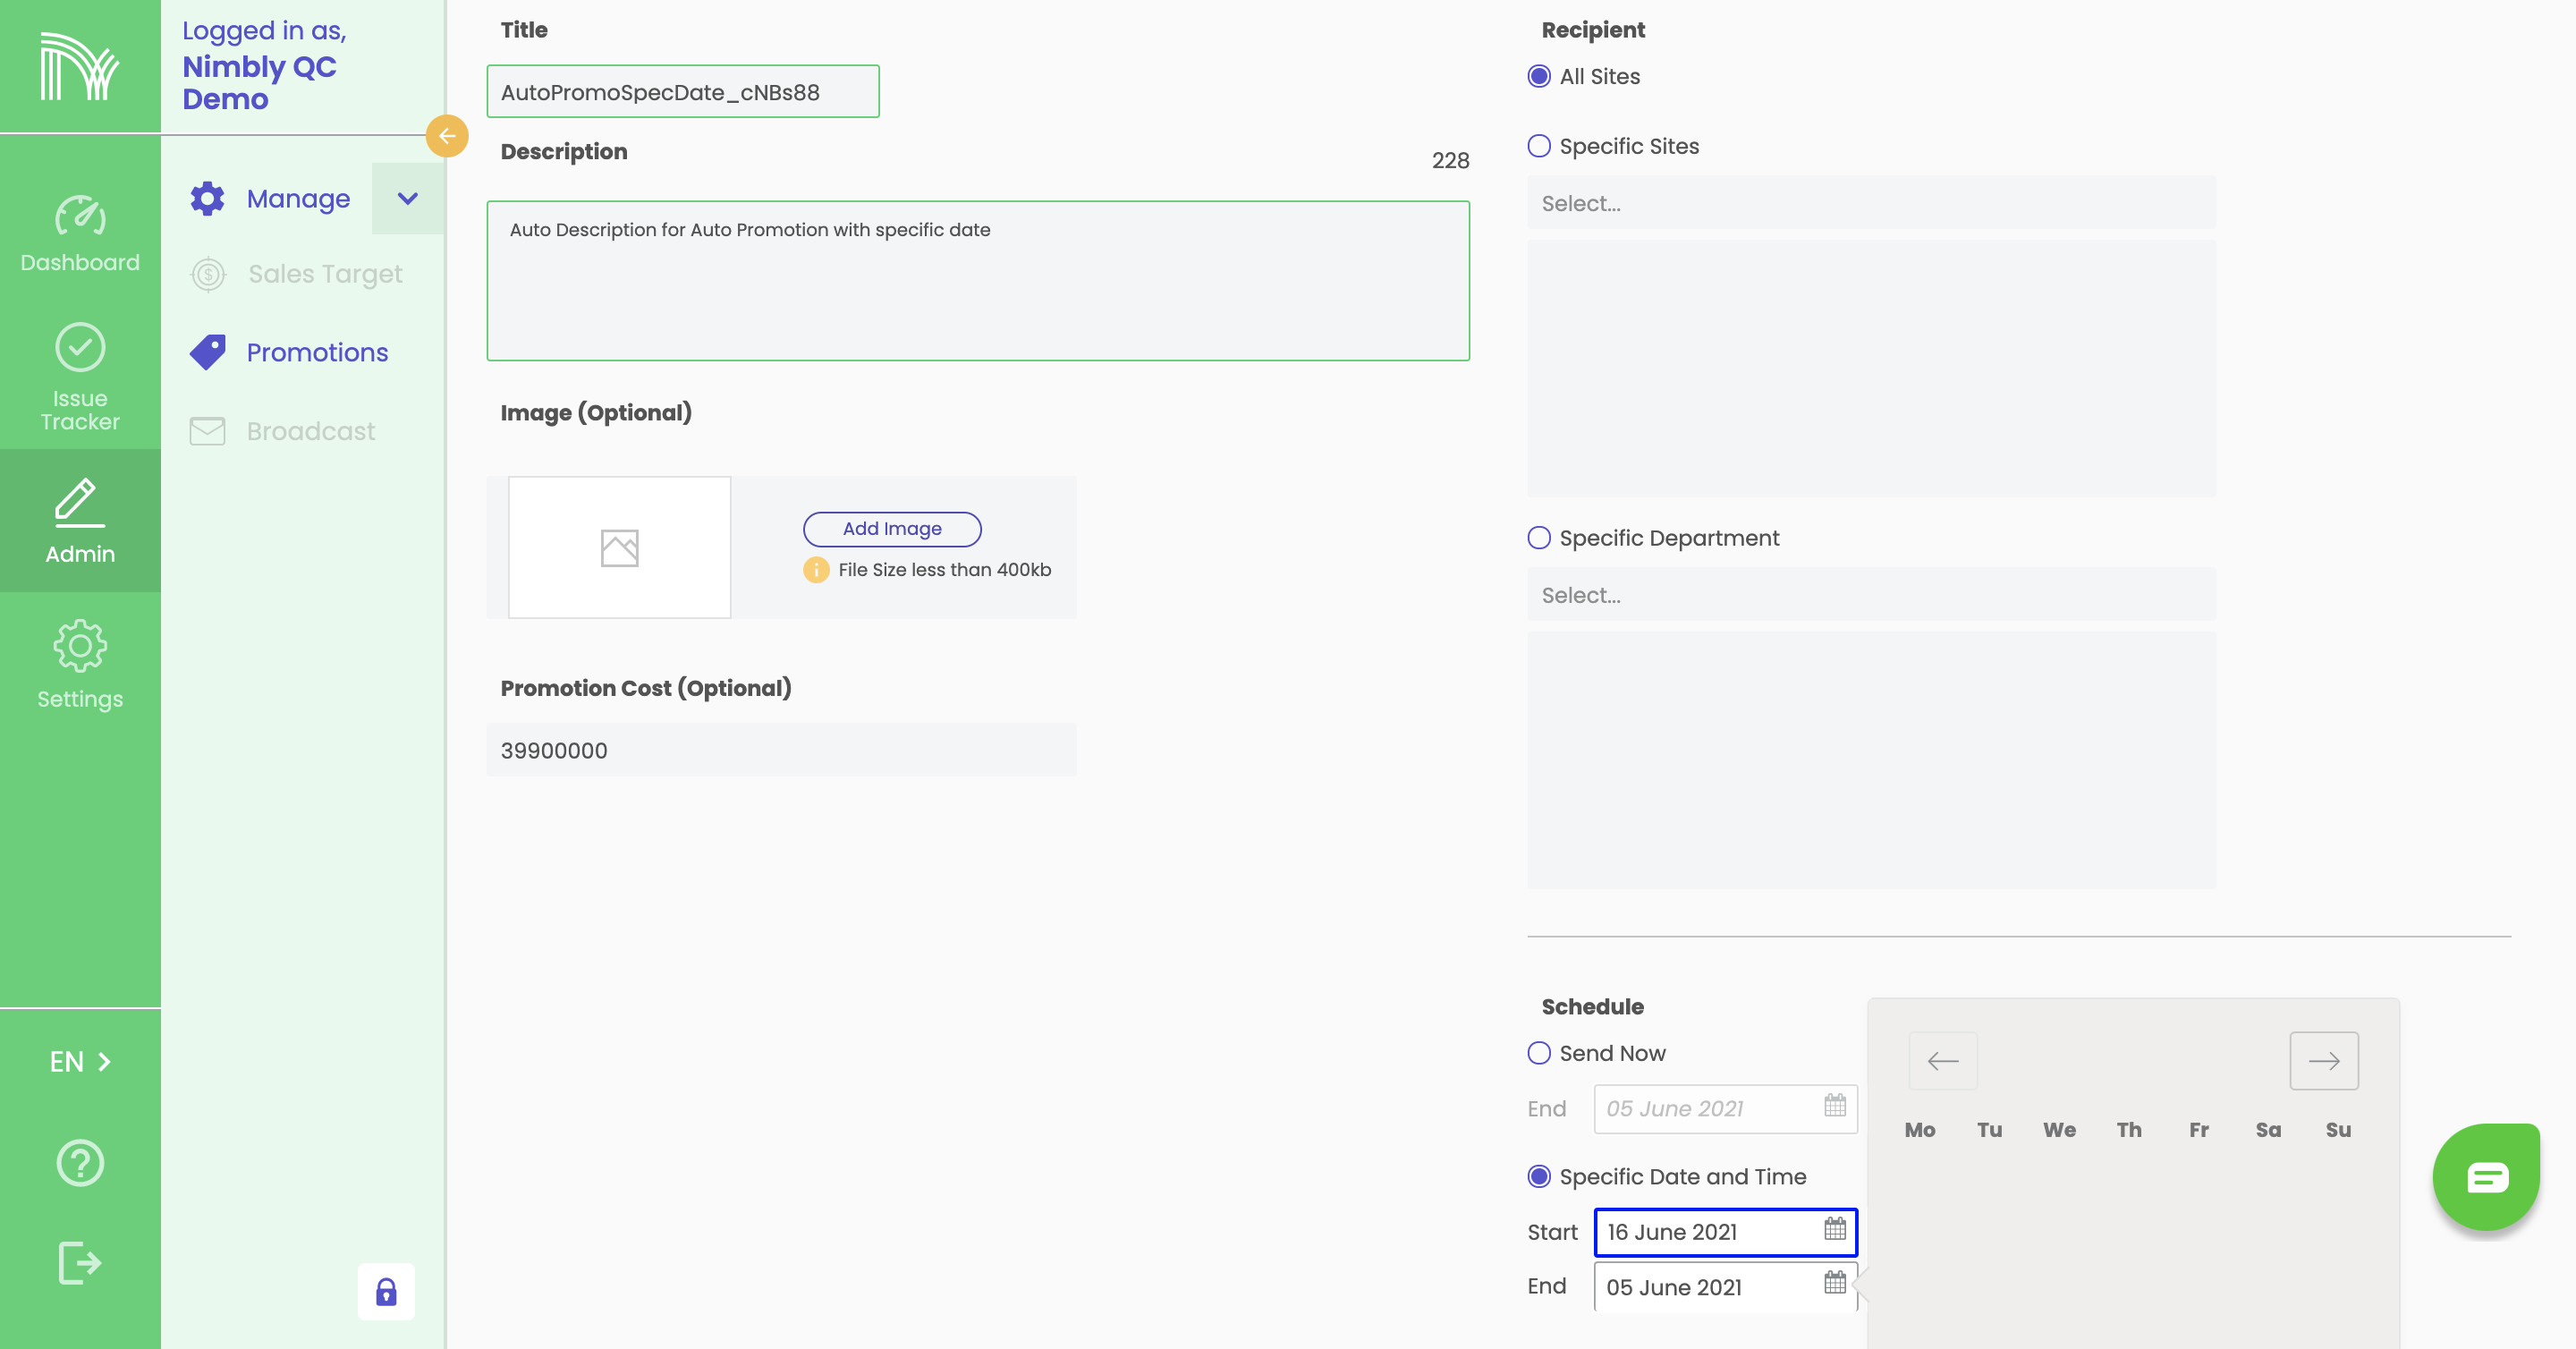 Logged in as,
Nimbly QC
Demo
Dashboard
Issue
Tracker
Admin
Settings
EN
Manage
Sales Target
Promotions
Broadcast
Title
AutoPromoSpecDate_cNBs88
Description
228
Auto Description for Auto Promotion with specific date
Image (Optional)
Add Image
File Size less than 400kb
Promotion Cost (Optional)
39900000
Recipient
All Sites
Specific Sites
Select...
Specific Department
Select...
Schedule
Send Now
End 05 June 2021
Specific Date and Time
Start 16 June 2021
End 05 June 2021
Mo Tu We Th Fr Sa Su